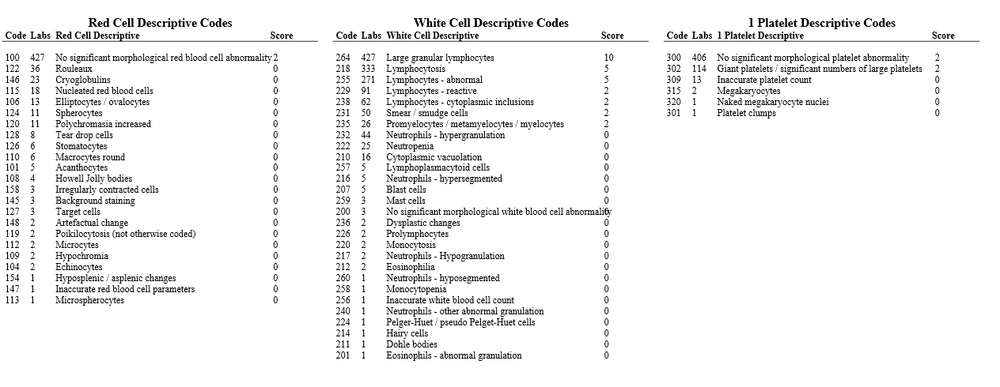 Red Cell Descriptive Codes
Code Labs Red Cell Descriptive Score
100 427 No significant morphological red blood cell abnormality 2
122 36 Rouleaux 0
146 23 Cryoglobulins 0
115 18 Nucleated red blood cells 0
106 13 Elliptocytes / ovalocytes 0
124 11 Spherocytes 0
120 11 Polychromasia increased 0
128 8 Tear drop cells 0
126 6 Stomatocytes 0
110 6 Macrocytes round 0
101 5 Acanthocytes 0
108 4 Howell Jolly bodies 0
158 3 Irregularly contracted cells 0
145 3 Background staining 0
127 3 Target cells 0
148 2 Artefactual change 0
119 2 Poikilocytosis (not otherwise coded) 0
112 2 Microcytes 0
109 2 Hypochromia 0
104 2 Echinocytes 0
154 1 Hyposplenic / asplenic changes 0
147 1 Inaccurate red blood cell parameters 0
113 1 Microspherocytes 0
White Cell Descriptive Codes
Code Labs White Cell Descriptive Score
264 427 Large granular lymphocytes 10
218 333 Lymphocytosis 5
255 271 Lymphocytes - abnormal 5
229 91 Lymphocytes - reactive 2
238 62 Lymphocytes - cytoplasmic inclusions 2
231 50 Smear / smudge cells 2
235 26 Promyelocytes / metamyelocytes / myelocytes 2
232 44 Neutrophils - hypergranulation 0
222 25 Neutropenia 0
210 16 Cytoplasmic vacuolation 0
257 5 Lymphoplasmacytoid cells 0
216 5 Neutrophils - hypersegmented 0
207 5 Blast cells 0
259 3 Mast cells 0
200 3 No significant morphological white blood cell abnormality 0
236 2 Dysplastic changes 0
226 2 Prolymphocytes 0
220 2 Monocytosis 0
217 2 Neutrophils - Hypogranulation 0
212 2 Eosinophilia 0
260 1 Neutrophils - hyposegmented 0
258 1 Monocytopenia 0
256 1 Inaccurate white blood cell count 0
240 1 Neutrophils - other abnormal granulation 0
224 1 Pelger-Huet / pseudo Pelget-Huet cells 0
214 1 Hairy cells 0
211 1 Dohle bodies 0
201 1 Eosinophils - abnormal granulation 0
1 Platelet Descriptive Codes
Code Labs 1 Platelet Descriptive Score
300 406 No significant morphological platelet abnormality 2
302 114 Giant platelets / significant numbers of large platelets 2
309 13 Inaccurate platelet count 0
315 2 Megakaryocytes 0
320 1 Naked megakaryocyte nuclei 0
301 1 Platelet clumps 0